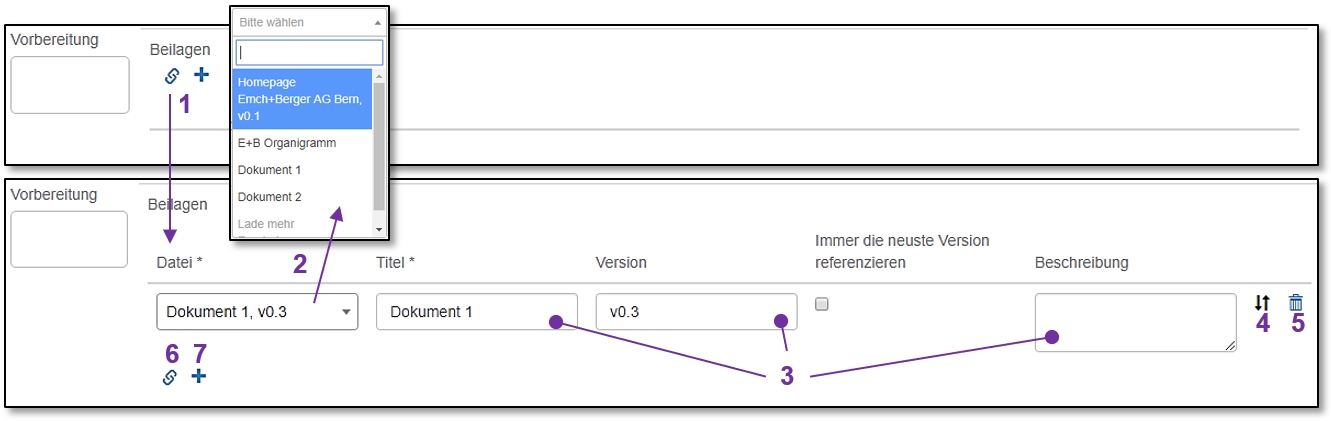 Vorbereitung
Beilagen
1
Bitte wählen
Homepage
Emch+Berger AG Bern,
v0.1
E+B Organigramm
Dokument 1
Dokument 2
Lade mehr
Vorbereitung
Beilagen
2
Datei *
Titel *
Version
Immer die neuste Version
referenzieren
Beschreibung
Dokument 1, v0.3
Dokument 1
v0.3
4
5
6
7
3